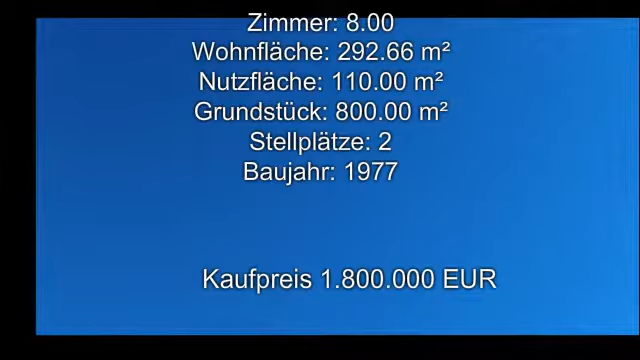 Zimmer: 8.00
Wohnfläche: 292.66 m²
Nutzfläche: 110.00 m²
Grundstück: 800.00 m²
Stellplätze: 2
Baujahr: 1977
Kaufpreis 1.800.000 EUR